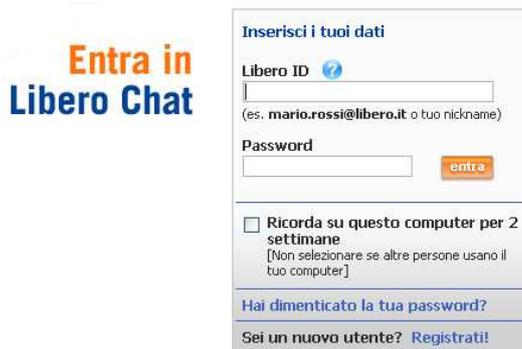 Entra in
Libero Chat
Inserisci i tuoi dati
Libero ID ?
(es. mario.rossi@libero.it o tuo nickname)
Password
entra
Ricorda su questo computer per 2
settimane
[Non selezionare se altre persone usano il
tuo computer]
Hai dimenticato la tua password?
Sei un nuovo utente? Registrati!